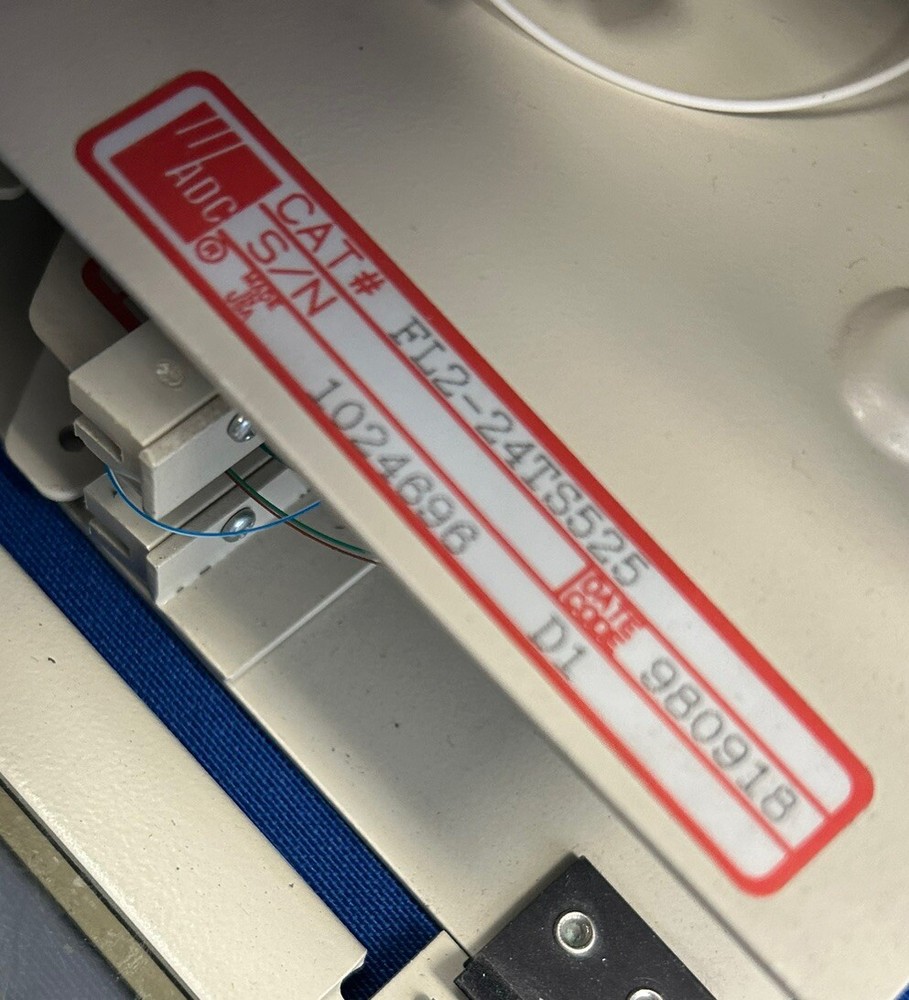 ADC®
CAT# FL2-24TS525
S/N
DATE
CODE 980918
1024696 D1